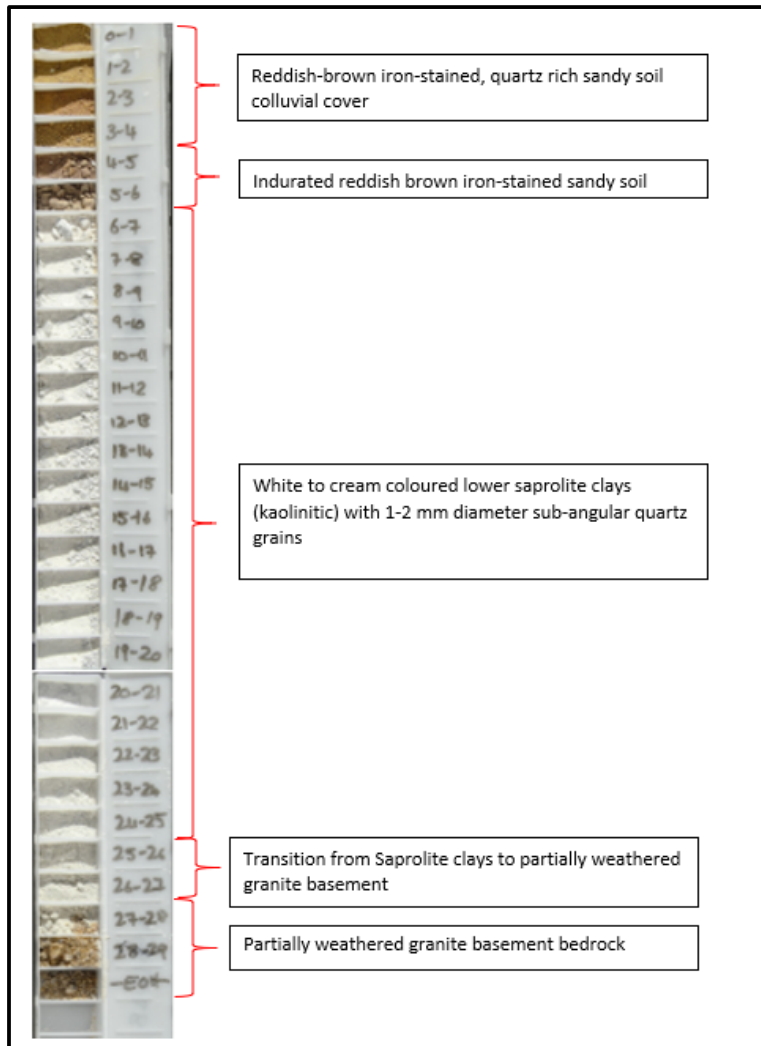 0-1
1-2
2-3
3-4
4-5
5-6
6-7
7-8
8-9
9-10
10-11
11-12
12-13
13-14
14-15
15-16
16-17
17-18
18-19
19-20
20-21
21-22
22-23
23-24
24-25
25-26
26-27
27-28
28-29
-EOH-
Reddish-brown iron-stained, quartz rich sandy soil
colluvial cover
Indurated reddish brown iron-stained sandy soil
White to cream coloured lower saprolite clays
(kaolinitic) with 1-2 mm diameter sub-angular quartz
grains
Transition from Saprolite clays to partially weathered
granite basement
Partially weathered granite basement bedrock